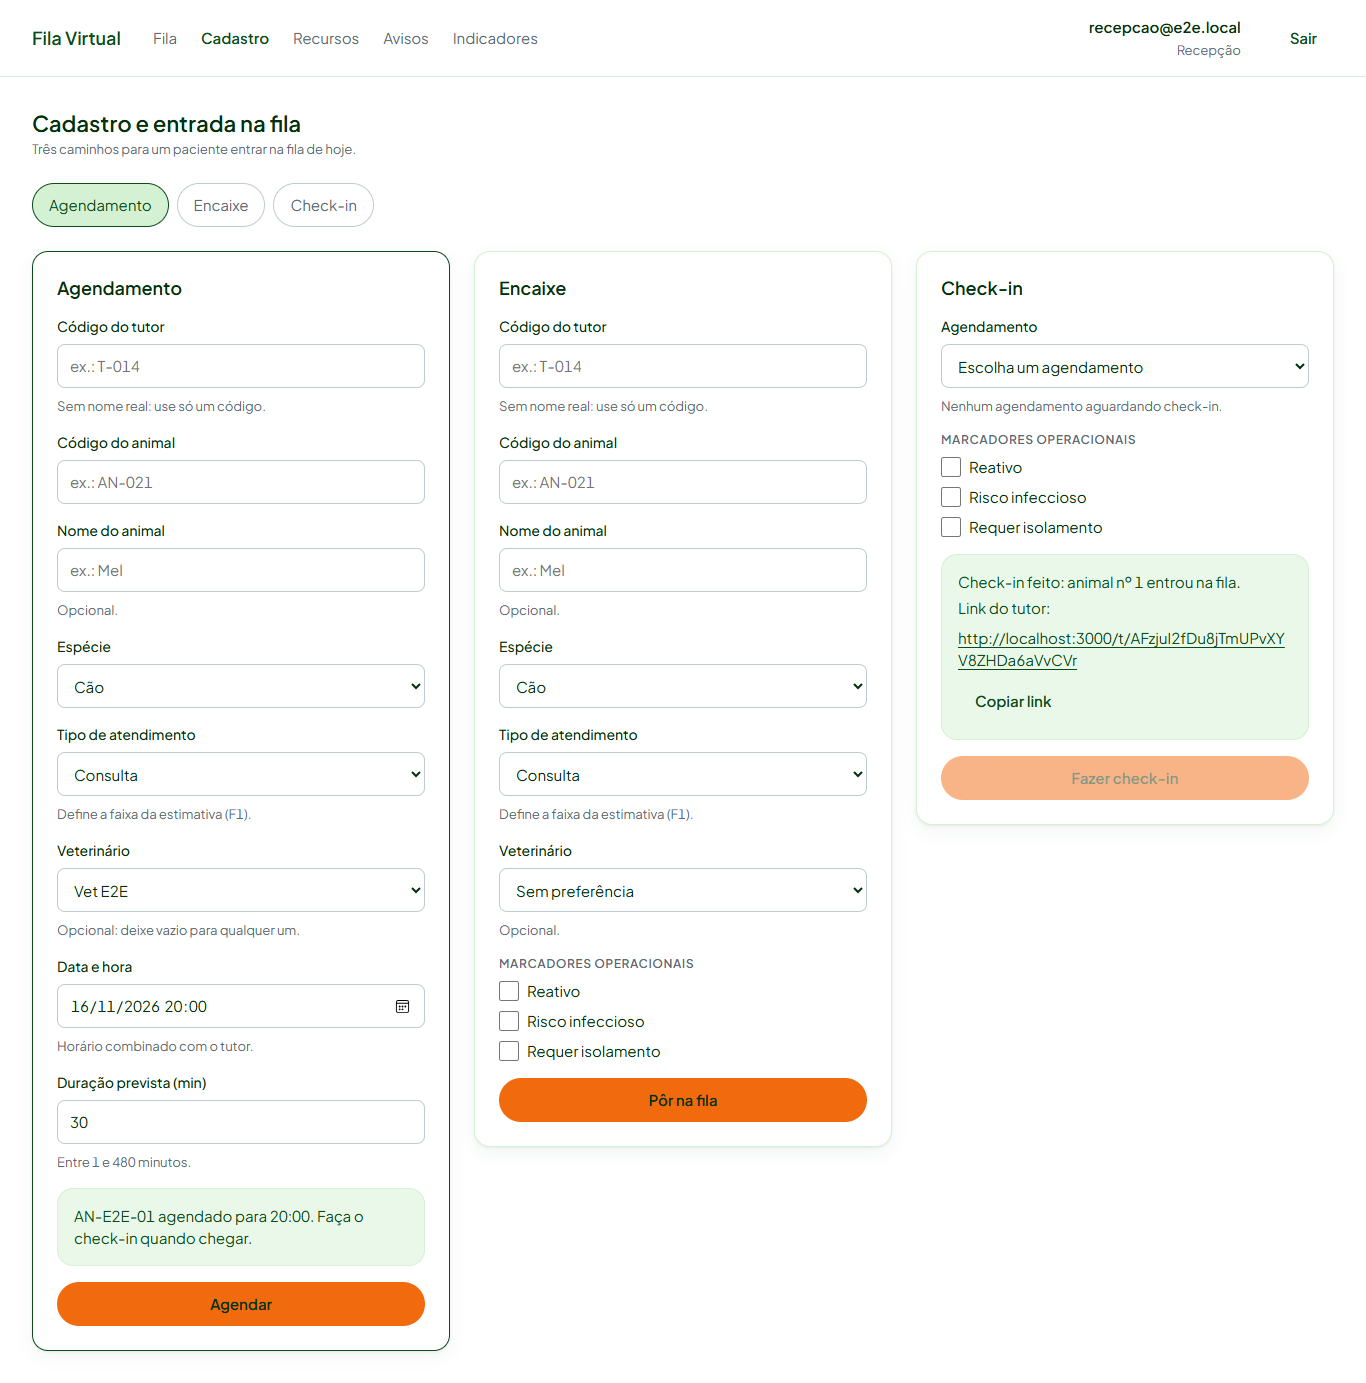 Fila Virtual
Fila
Cadastro
Recursos
Avisos
Indicadores
recepcao@e2e.local
Recepção
Sair
Cadastro e entrada na fila
Três caminhos para um paciente entrar na fila de hoje.
Agendamento
Encaixe
Check-in
Agendamento
Código do tutor
ex.: T-014
Sem nome real: use só um código.
Código do animal
ex.: AN-021
Nome do animal
ex.: Mel
Opcional.
Espécie
Cão
Tipo de atendimento
Consulta
Define a faixa da estimativa (F1).
Veterinário
Vet E2E
Opcional: deixe vazio para qualquer um.
Data e hora
16/11/2026 20:00
Horário combinado com o tutor.
Duração prevista (min)
30
Entre 1 e 480 minutos.
AN-E2E-01 agendado para 20:00. Faça o
check-in quando chegar.
Agendar
Encaixe
Código do tutor
ex.: T-014
Sem nome real: use só um código.
Código do animal
ex.: AN-021
Nome do animal
ex.: Mel
Opcional.
Espécie
Cão
Tipo de atendimento
Consulta
Define a faixa da estimativa (F1).
Veterinário
Sem preferência
Opcional.
MARCADORES OPERACIONAIS
Reativo
Risco infeccioso
Requer isolamento
Pôr na fila
Check-in
Agendamento
Escolha um agendamento
Nenhum agendamento aguardando check-in.
MARCADORES OPERACIONAIS
Reativo
Risco infeccioso
Requer isolamento
Check-in feito: animal nº 1 entrou na fila.
Link do tutor:
http://localhost:3000/t/AFzjuI2fDu8jTmUPvXY
V8ZHDa6aVvCVr
Copiar link
Fazer check-in